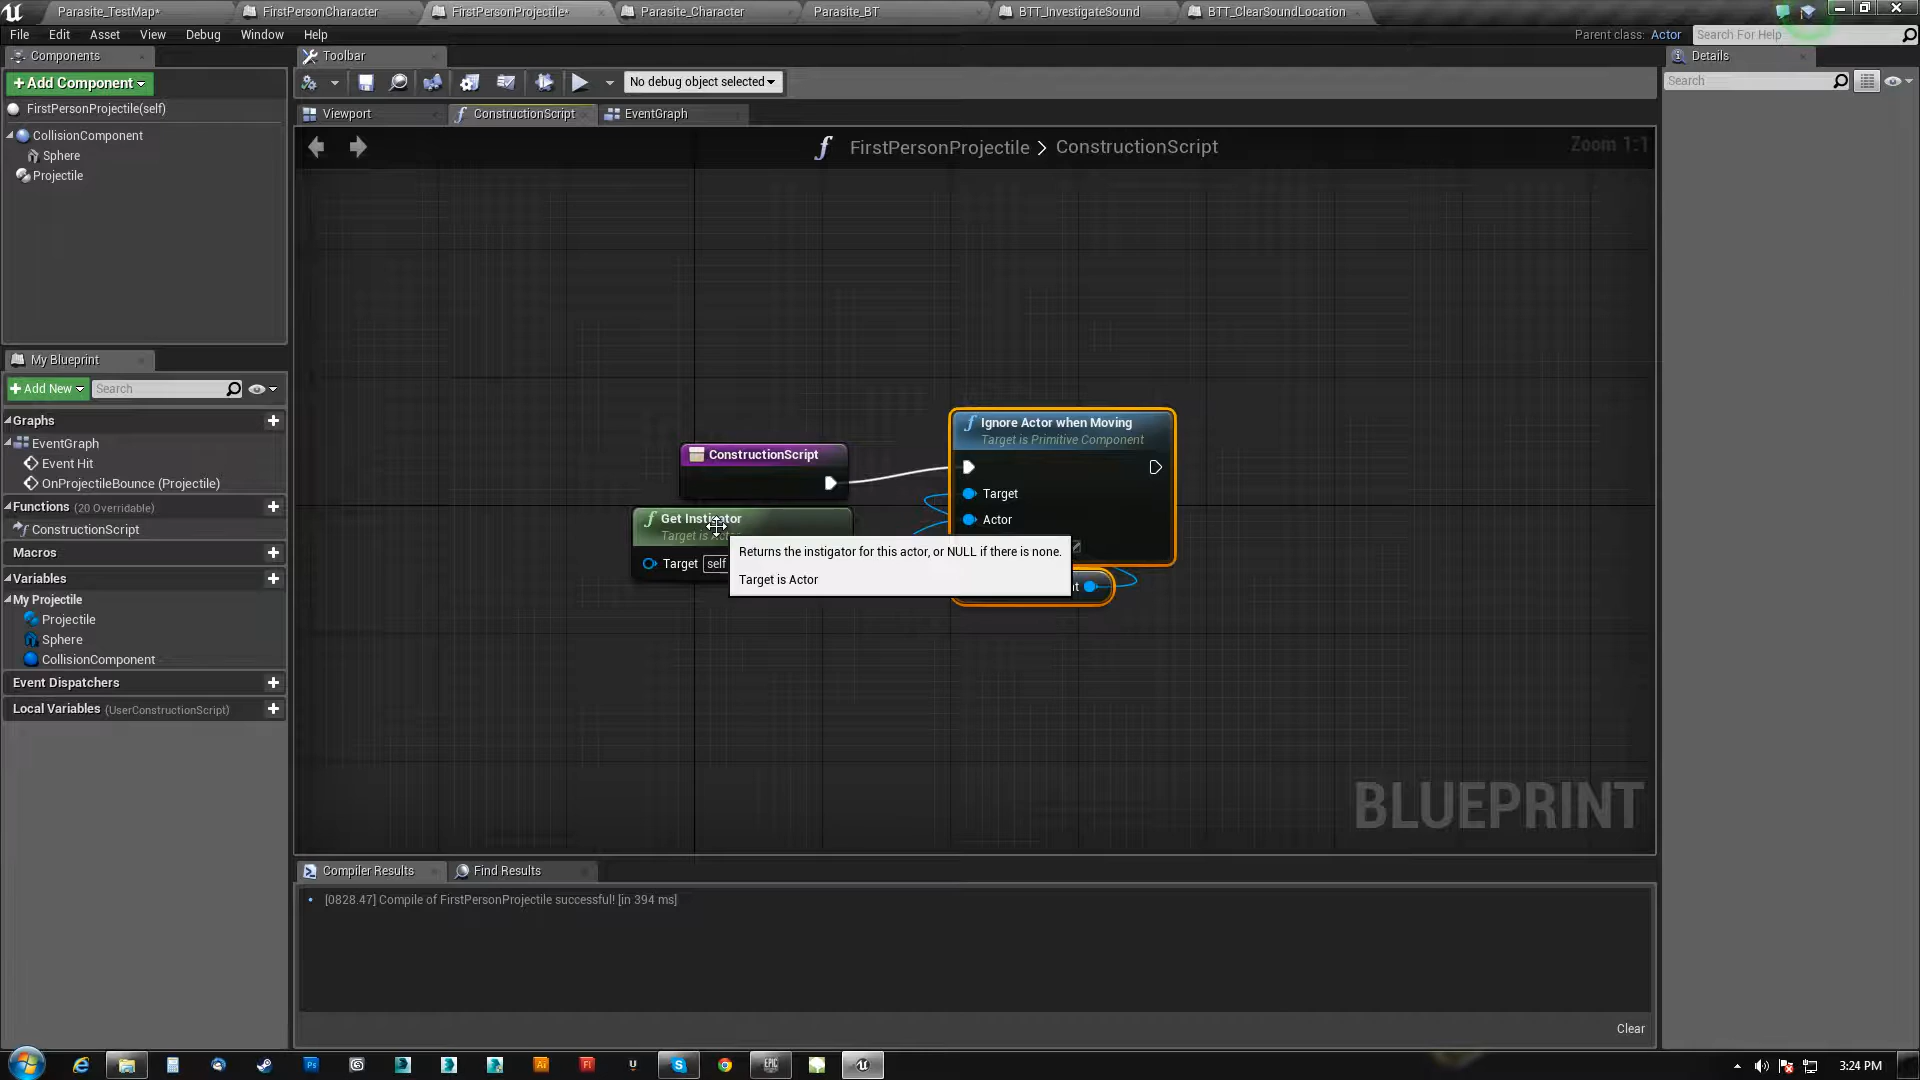 Parasite_TestMap*
FirstPersonCharacter
FirstPersonProjectile*
Parasite_Character
Parasite_BT
BTT_InvestigateSound
BTT_ClearSoundLocation
File
Edit
Asset
View
Debug
Window
Help
Parent class: Actor
Search For Help
Components
Toolbar
Details
+Add Component
No debug object selected
Search
FirstPersonProjectile(self)
Viewport
ConstructionScript
EventGraph
CollisionComponent
Sphere
Projectile
FirstPersonProjectile > ConstructionScript
Zoom 1:1
My Blueprint
+Add New
Search
Graphs
EventGraph
Event Hit
OnProjectileBounce (Projectile)
Functions (20 Overridable)
ConstructionScript
Macros
Variables
My Projectile
Projectile
Sphere
CollisionComponent
Event Dispatchers
Local Variables (UserConstructionScript)
Ignore Actor when Moving
Target is Primitive Component
ConstructionScript
Target
Actor
Get Instigator
Target is
Target self
Returns the instigator for this actor, or NULL if there is none.
Target is Actor
BLUEPRINT
Compiler Results
Find Results
[0828.47] Compile of FirstPersonProjectile successful! [in 394 ms]
Clear
3:24 PM